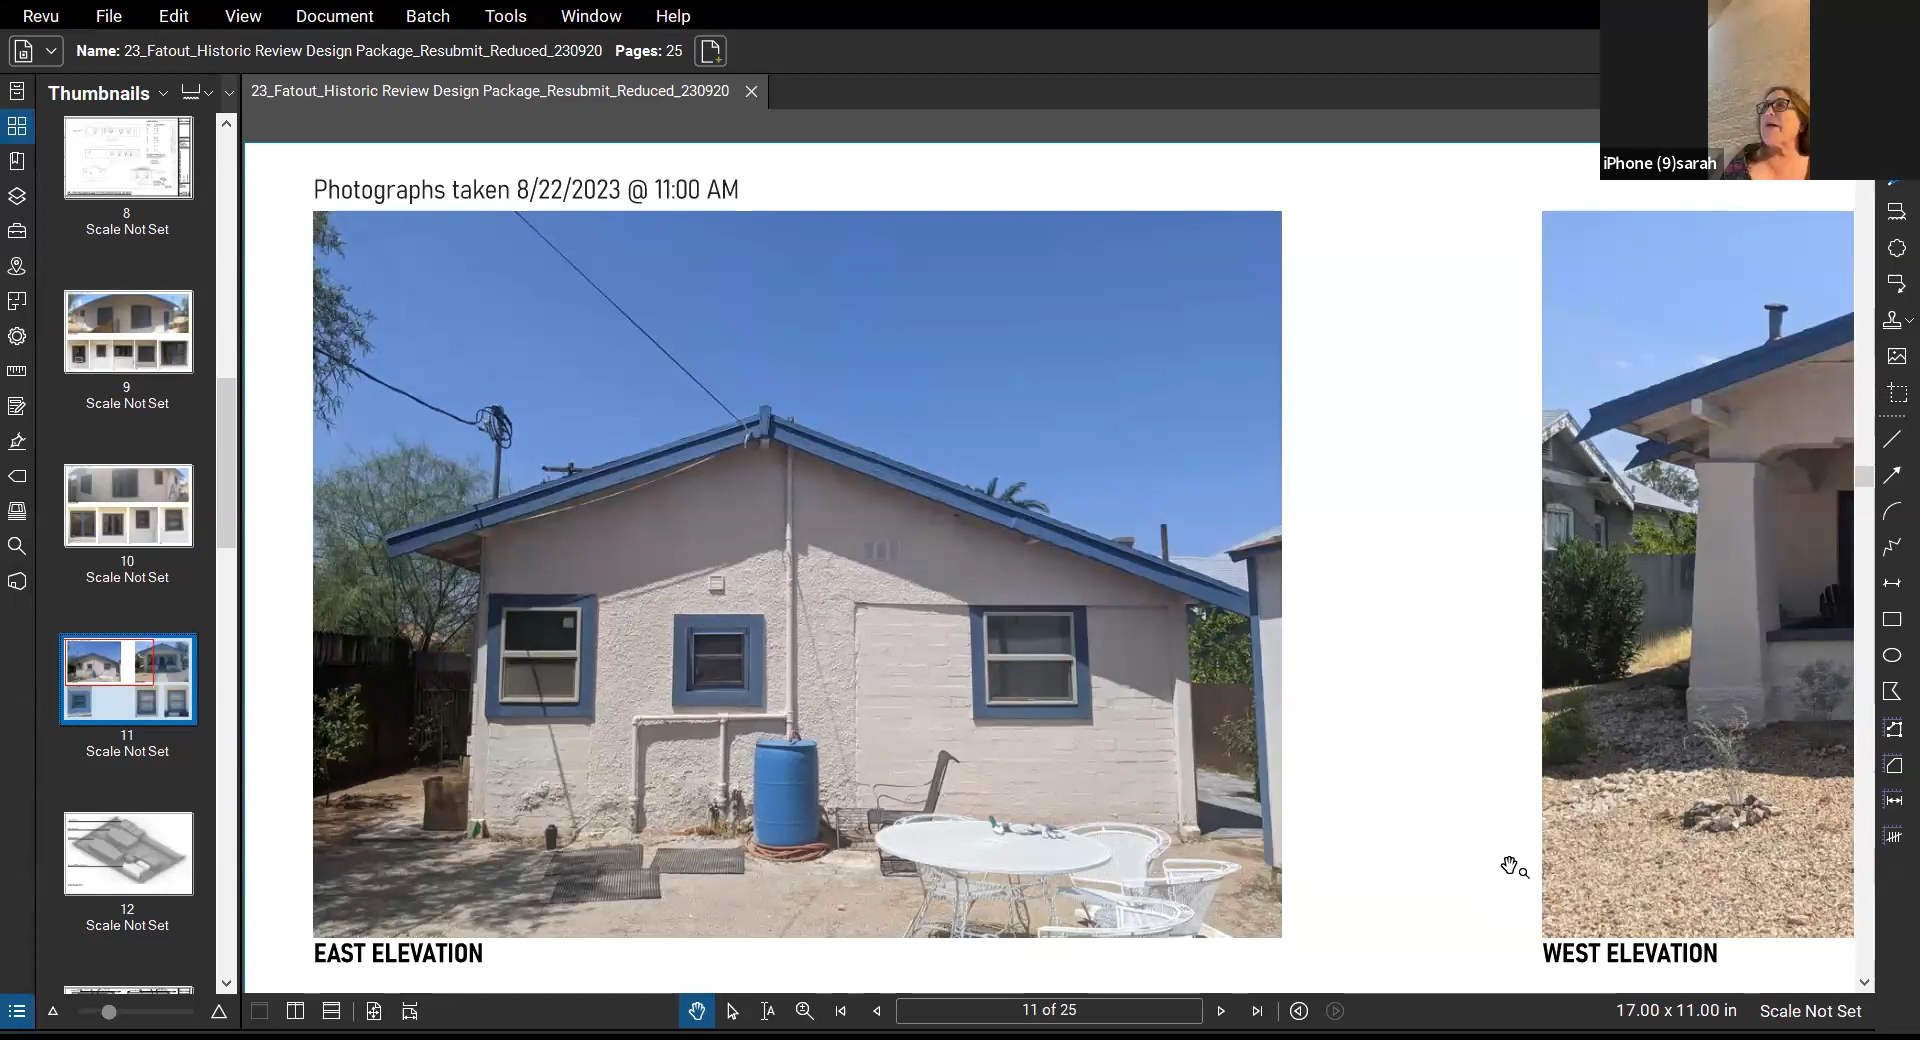 Revu File Edit View Document Batch Tools Window Help
Name: 23_Fatout_Historic Review Design Package_Resubmit_Reduced_230920 Pages: 25
Thumbnails
23_Fatout_Historic Review Design Package_Resubmit_Reduced_230920
iPhone (9)sarah
8
Scale Not Set
9
Scale Not Set
10
Scale Not Set
11
Scale Not Set
12
Scale Not Set
Photographs taken 8/22/2023 @ 11:00 AM
EAST ELEVATION
WEST ELEVATION
11 of 25
17.00 x 11.00 in
Scale Not Set